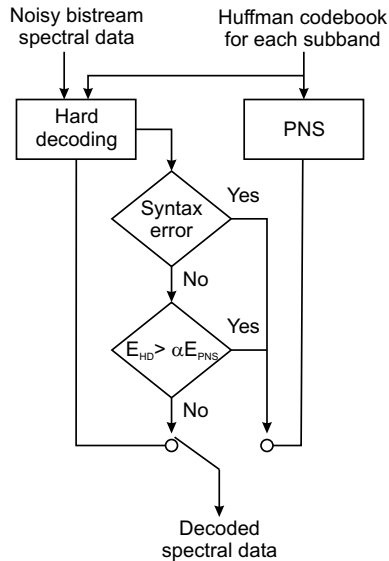 Noisy bistream
spectral data
Huffman codebook
for each subband
Hard
decoding
PNS
Yes
Syntax
error
No
Yes
E_HD > αE_PNS
No
Decoded
spectral data